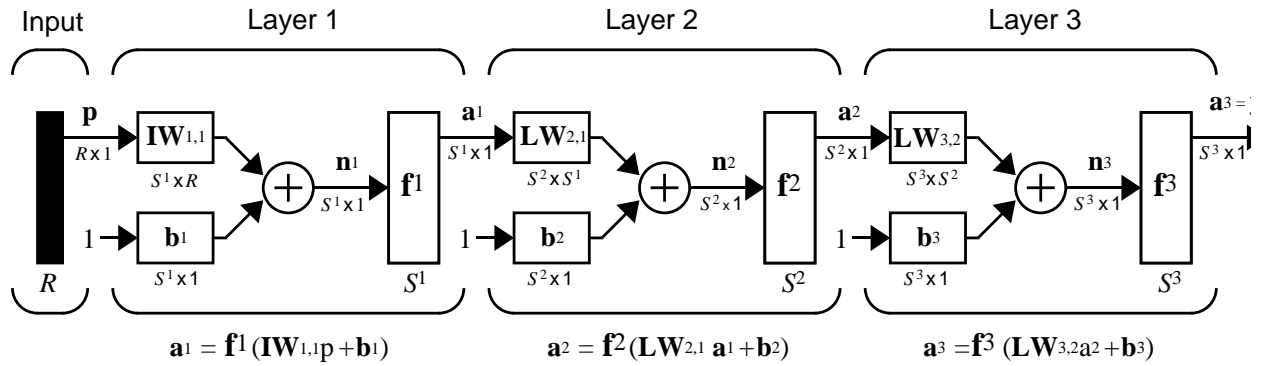 Input Layer 1 Layer 2 Layer 3
p a1 a2 a3 =
IW1,1 LW2,1 LW3,2
R x 1 n1 S1 x 1 n2 S2 x 1 n3 S3 x 1
S1 x R f1 S2 x S1 f2 S3 x S2 f3
S1 x 1 S2 x 1 S3 x 1
1 b1 1 b2 1 b3
S1 x 1 S2 x 1 S3 x 1
R S1 S2 S3
a1 = f1 (IW1,1p +b1) a2 = f2 (LW2,1 a1+b2) a3 =f3 (LW3,2a2+b3)